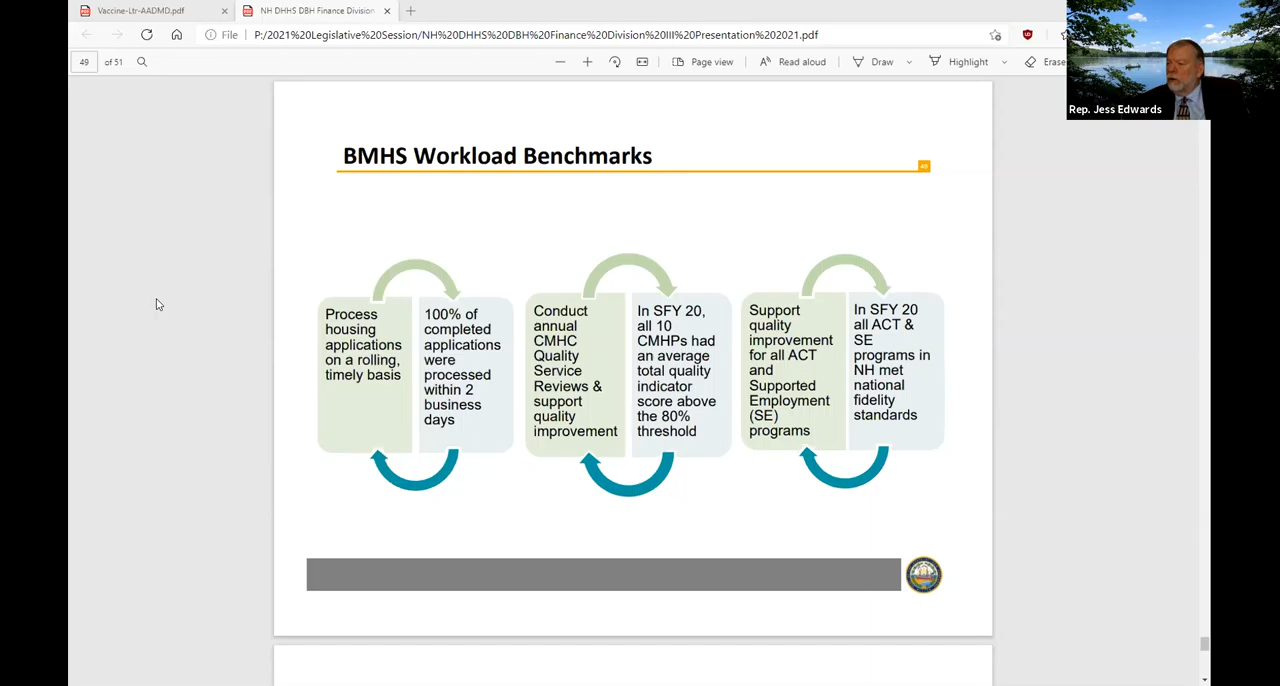 Vaccine-Ltr-AADMD.pdf
NH DHHS DBH Finance Division
File P:/2021%20Legislative%20Session/NH%20DHHS%20DBH%20Finance%20Division%20III%20Presentation%202021.pdf
49 of 51
Page view
Read aloud
Draw
Highlight
Erase
Rep. Jess Edwards
BMHS Workload Benchmarks
49
Process
housing
applications
on a rolling,
timely basis
100% of
completed
applications
were
processed
within 2
business
days
Conduct
annual
CMHC
Quality
Service
Reviews &
support
quality
improvement
In SFY 20,
all 10
CMHPs had
an average
total quality
indicator
score above
the 80%
threshold
Support
quality
improvement
for all ACT
and
Supported
Employment
(SE)
programs
In SFY 20
all ACT &
SE
programs in
NH met
national
fidelity
standards